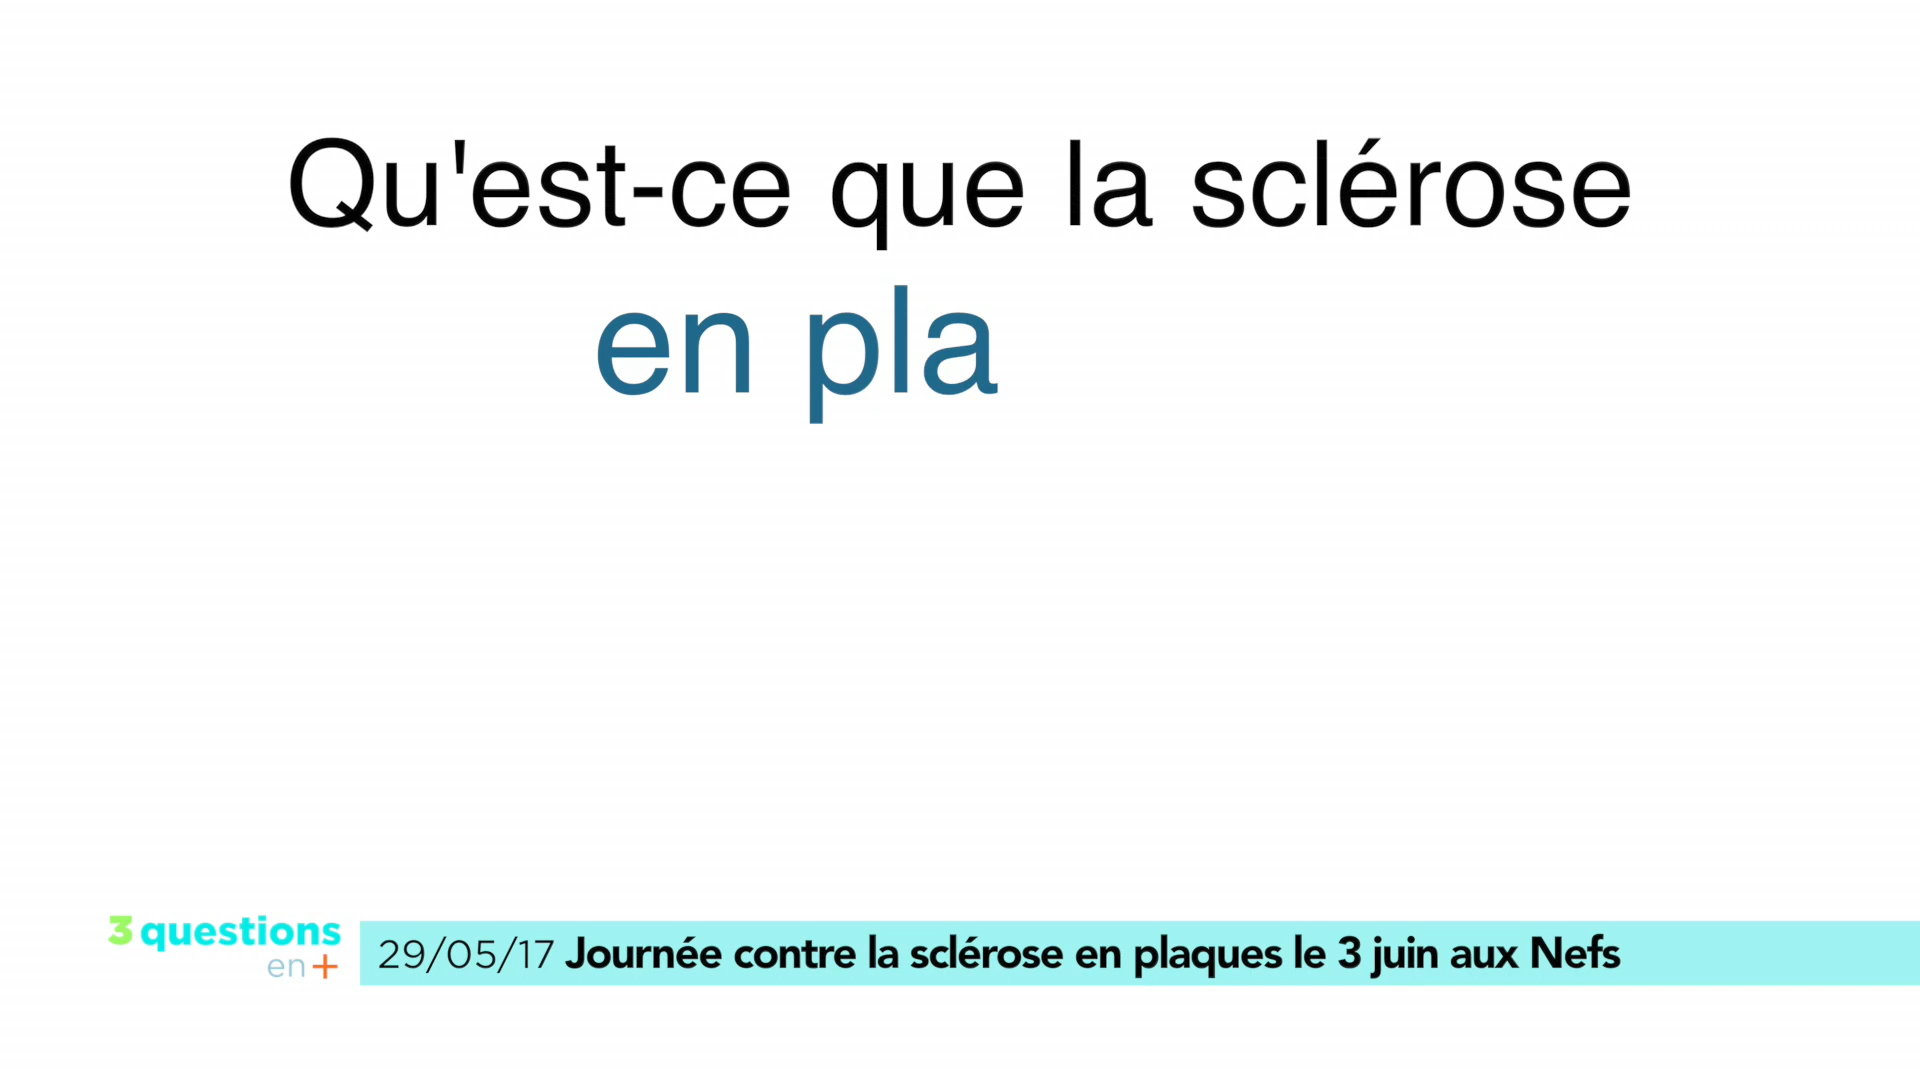 Qu'est-ce que la sclérose
en pla
3 questions
en +
29/05/17 Journée contre la sclérose en plaques le 3 juin aux Nefs